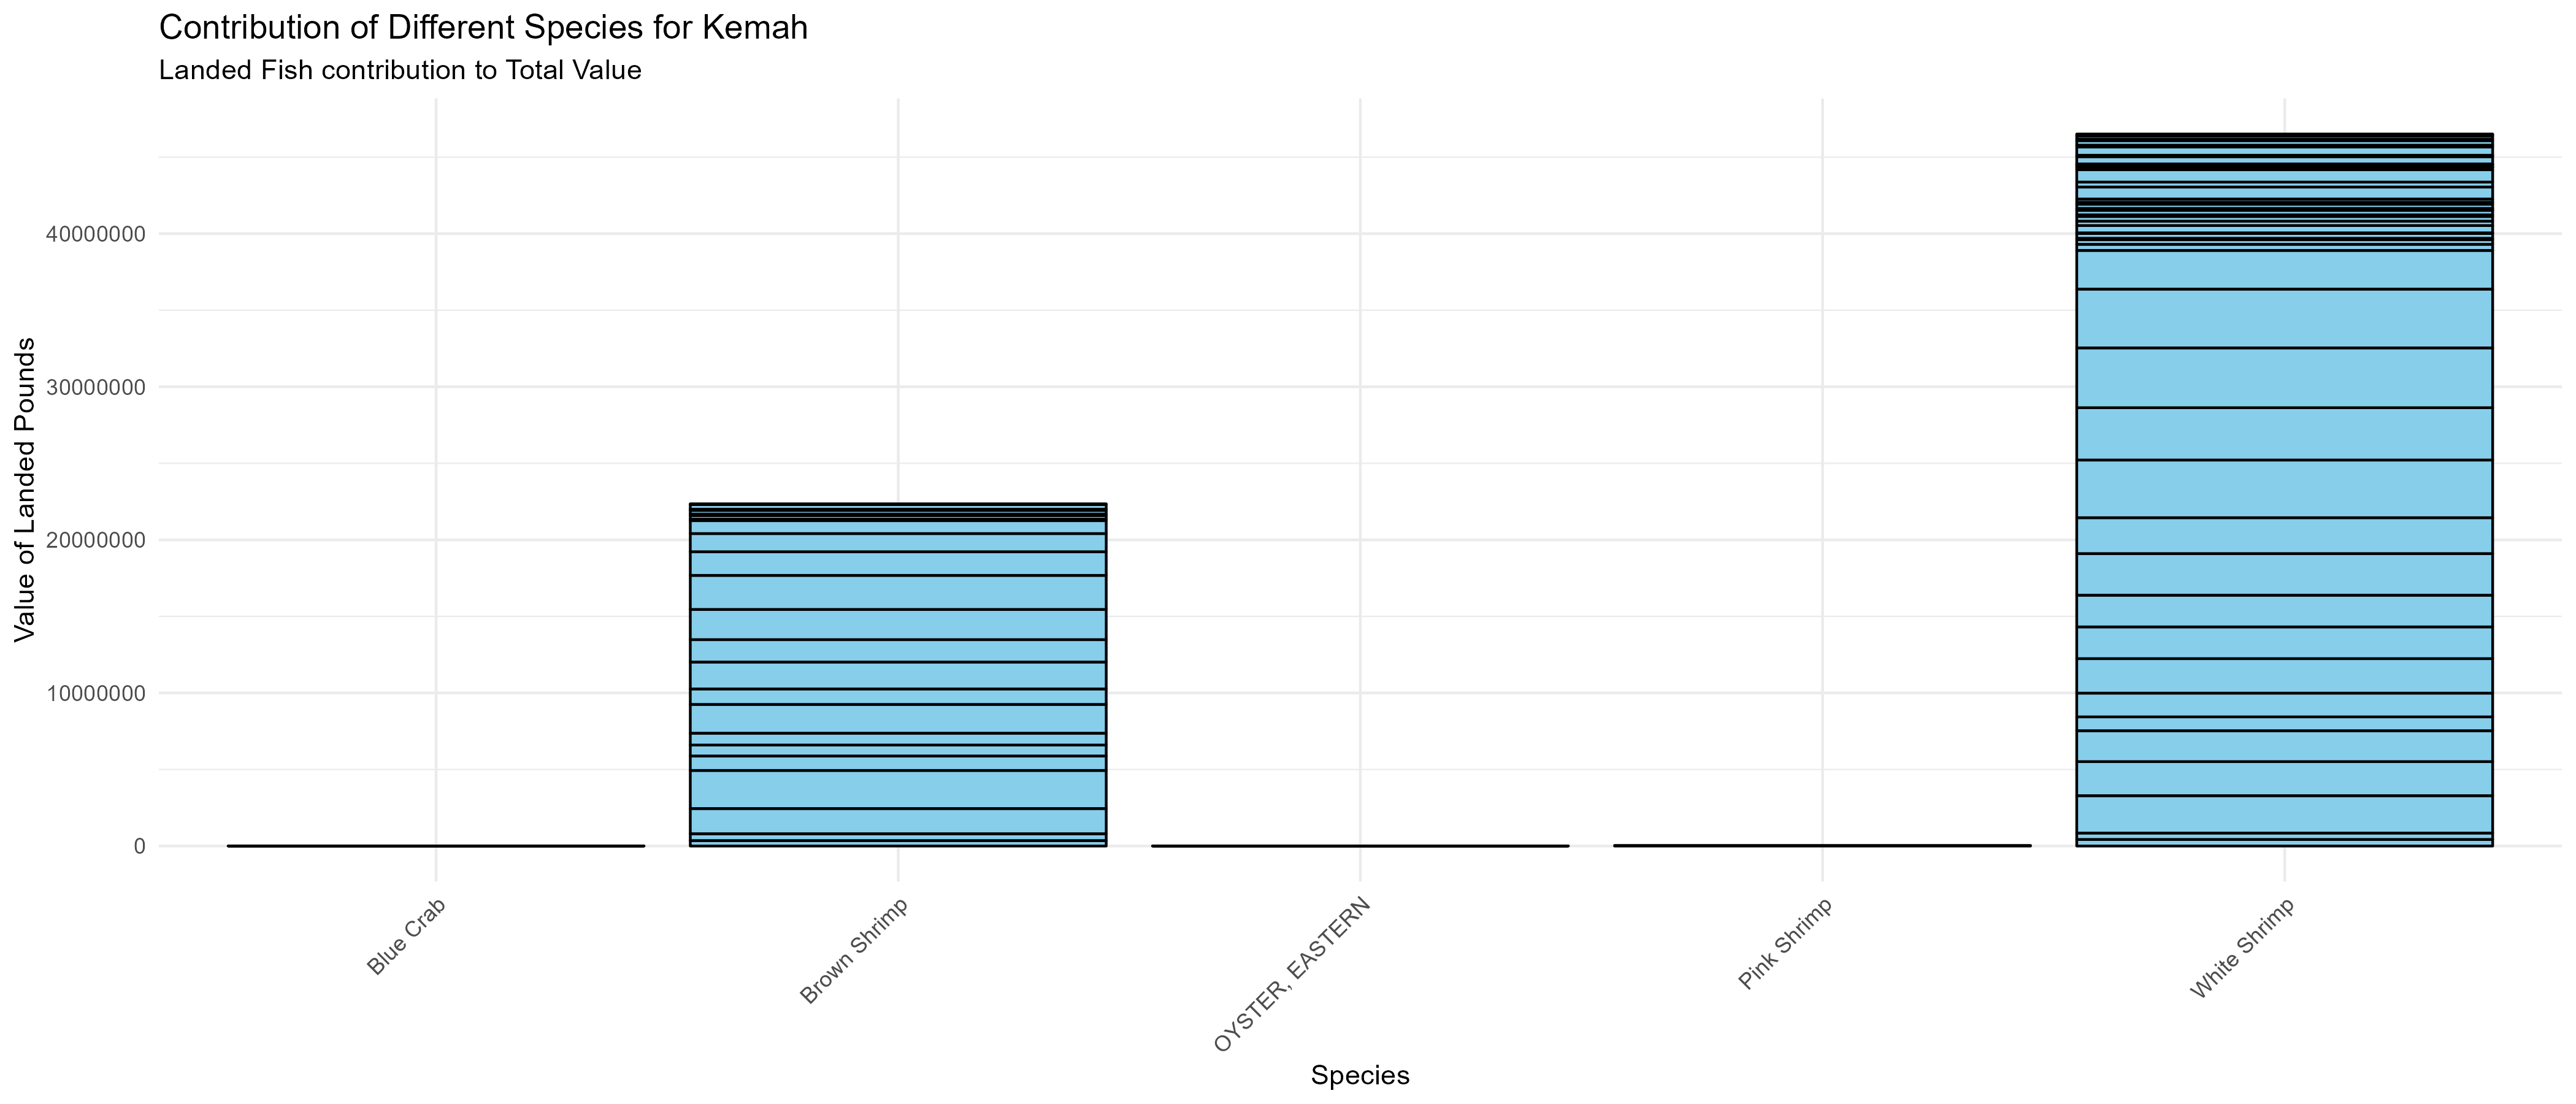 Contribution of Different Species for Kemah
Landed Fish contribution to Total Value
Value of Landed Pounds
40000000
30000000
20000000
10000000
0
Blue Crab
Brown Shrimp
OYSTER, EASTERN
Pink Shrimp
White Shrimp
Species